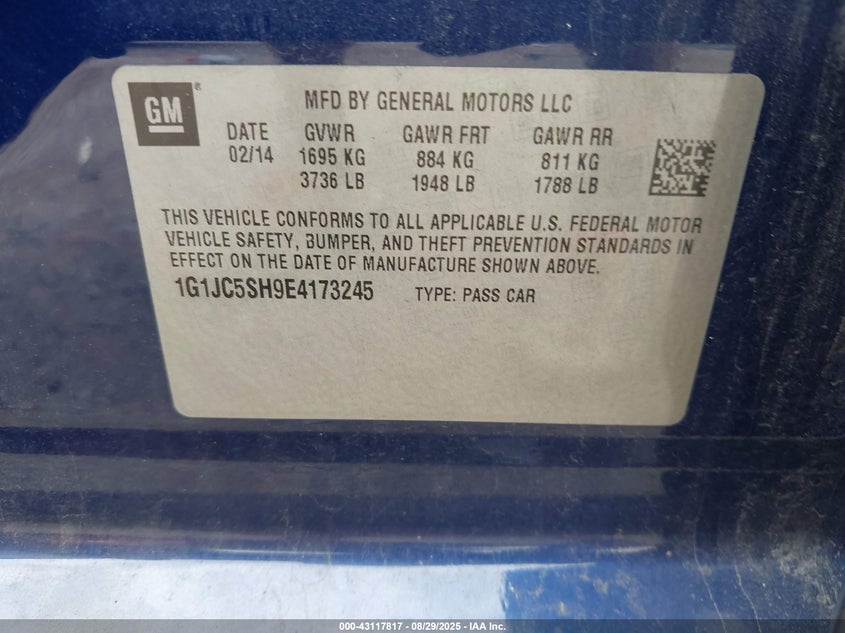 GM® MFD BY GENERAL MOTORS LLC
DATE GVWR GAWR FRT GAWR RR
02/14 1695 KG 884 KG 811 KG
3736 LB 1948 LB 1788 LB
THIS VEHICLE CONFORMS TO ALL APPLICABLE U.S. FEDERAL MOTOR
VEHICLE SAFETY, BUMPER, AND THEFT PREVENTION STANDARDS IN
EFFECT ON THE DATE OF MANUFACTURE SHOWN ABOVE.
1G1JC5SH9E4173245 TYPE: PASS CAR
000-43117817 - 08/29/2025 - IAA Inc.